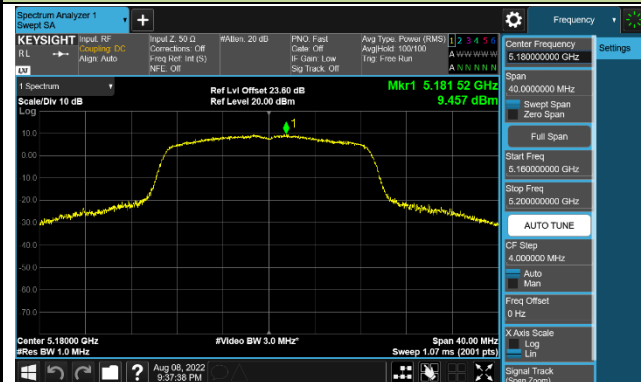 Spectrum Analyzer 1
Swept SA
Frequency
KEYSIGHT
RL
Input: RF
Coupling: DC
Align: Auto
Input Z: 50 Ω
Corrections: Off
Freq Ref: Int (S)
NFE: Off
#Atten: 20 dB
PNO: Fast
Gate: Off
IF Gain: Low
Sig Track: Off
Avg Type: Power (RMS)
Avg|Hold: 100/100
Trig: Free Run
1 2 3 4 5 6
A W W W W W
A N N N N N
1 Spectrum
Scale/Div 10 dB
Log
Ref Lvl Offset 23.60 dB
Ref Level 20.00 dBm
Mkr1 5.181 52 GHz
9.457 dBm
1
10.0
0.00
-10.0
-20.0
-30.0
-40.0
-50.0
-60.0
-70.0
Center 5.18000 GHz
#Res BW 1.0 MHz
#Video BW 3.0 MHz*
Span 40.00 MHz
Sweep 1.07 ms (2001 pts)
Center Frequency
5.180000000 GHz
Settings
Span
40.0000000 MHz
Swept Span
Zero Span
Full Span
Start Freq
5.160000000 GHz
Stop Freq
5.200000000 GHz
AUTO TUNE
CF Step
4.000000 MHz
Auto
Man
Freq Offset
0 Hz
X Axis Scale
Log
Lin
Signal Track
(Span Zoom)
?
Aug 08, 2022
9:37:38 PM